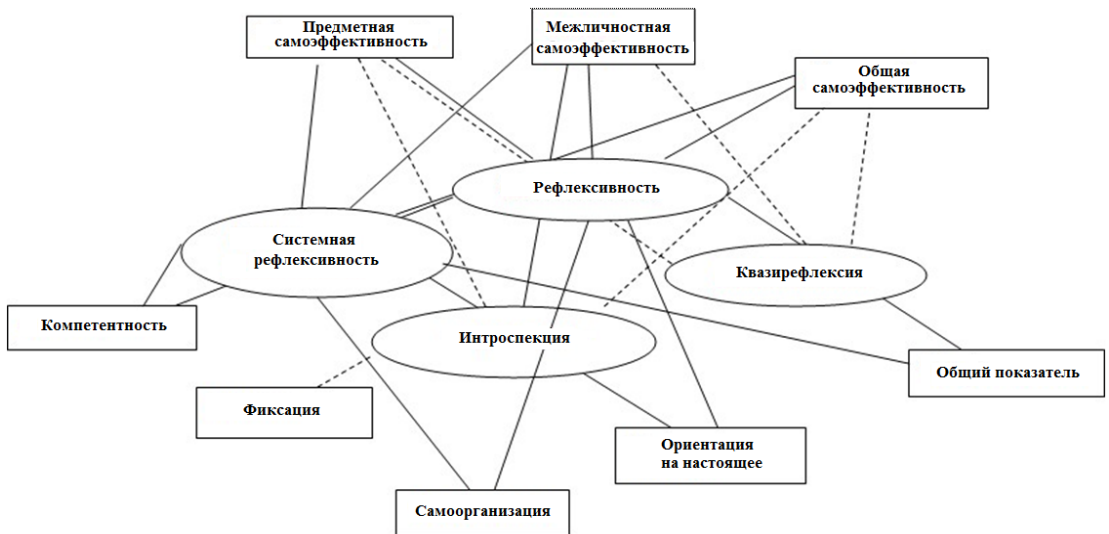 Предметная
самоэффективность
Межличностная
самоэффективность
Общая
самоэффективность
Рефлексивность
Системная
рефлексивность
Квазирефлексия
Компетентность
Интроспекция
Общий показатель
Фиксация
Ориентация
на настоящее
Самоорганизация